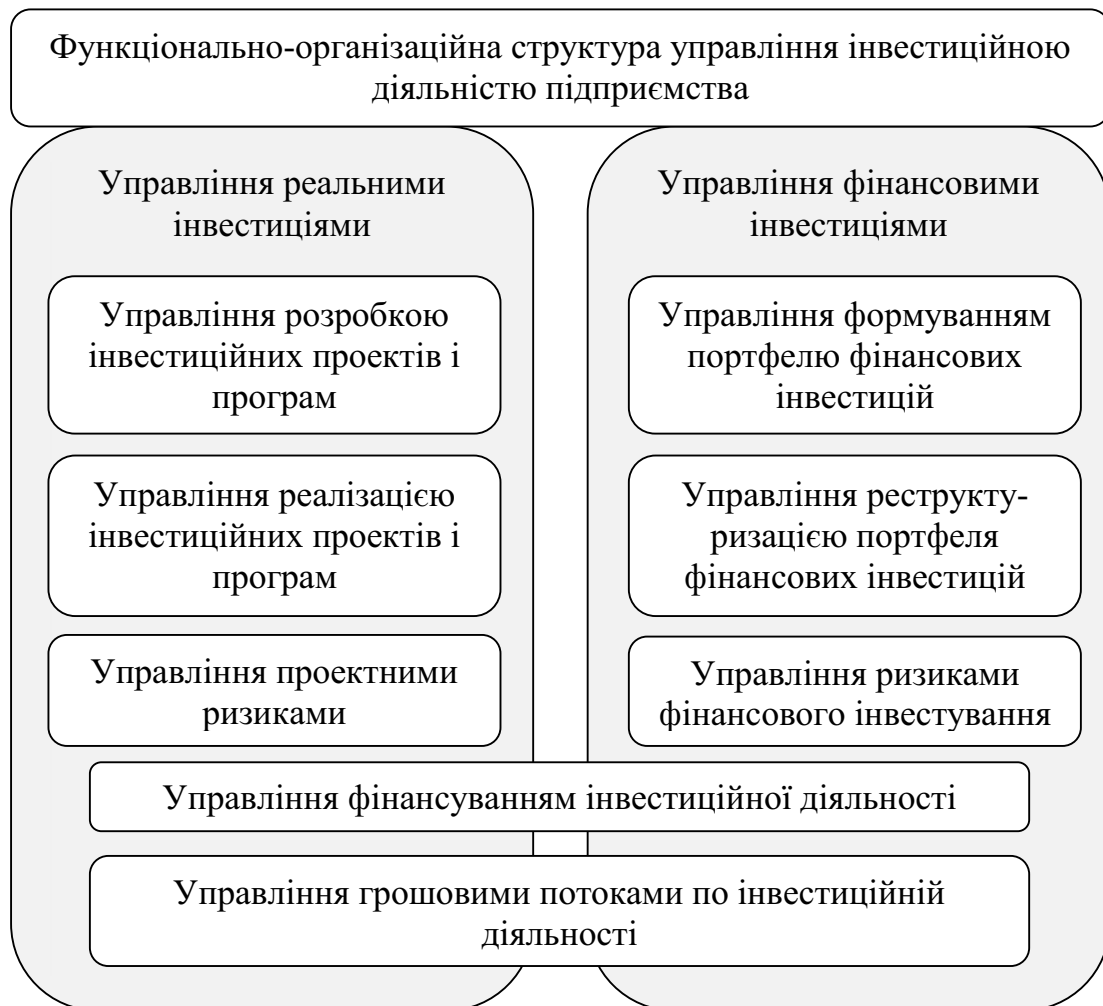 Функціонально-організаційна структура управління інвестиційною
діяльністю підприємства
Управління реальними
інвестиціями
Управління розробкою
інвестиційних проектів і
програм
Управління реалізацією
інвестиційних проектів і
програм
Управління проектними
ризиками
Управління фінансовими
інвестиціями
Управління формуванням
портфелю фінансових
інвестицій
Управління реструкту-
ризацією портфеля
фінансових інвестицій
Управління ризиками
фінансового інвестування
Управління фінансуванням інвестиційної діяльності
Управління грошовими потоками по інвестиційній
діяльності